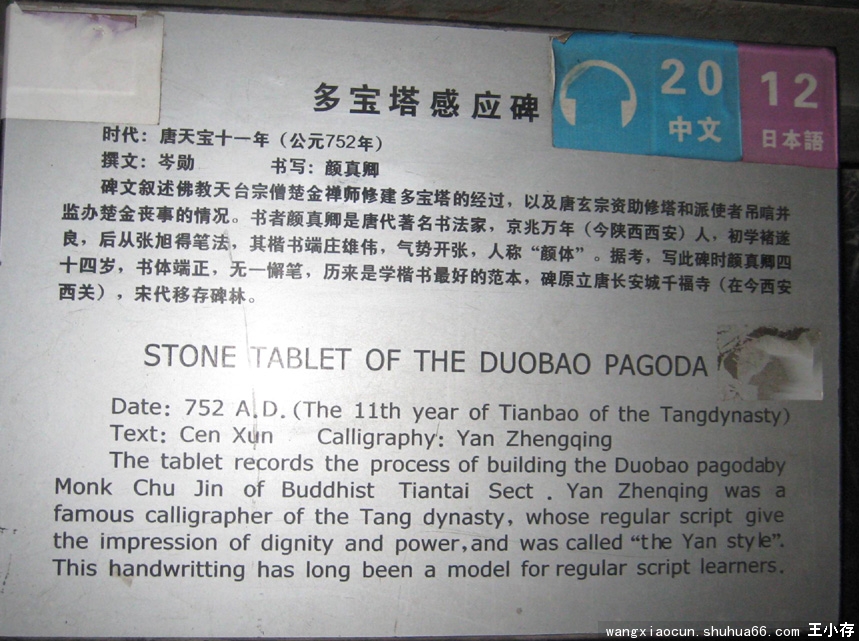 多宝塔感应碑
20
中文
12
日本語
时代：唐天宝十一年（公元752年）
撰文：岑勋 书写：颜真卿
碑文叙述佛教天台宗僧楚金禅师修建多宝塔的经过，以及唐玄宗资助修塔和派使者吊唁并
监办楚金丧事的情况。书者颜真卿是唐代著名书法家，京兆万年（今陕西西安）人，初学褚遂
良，后从张旭得笔法，其楷书端庄雄伟，气势开张，人称“颜体”。据考，写此碑时颜真卿四
十四岁，书体端正，无一懈笔，历来是学楷书最好的范本，碑原立唐长安城千福寺（在今西安
西关），宋代移存碑林。
STONE TABLET OF THE DUOBAO PAGODA
Date: 752 A.D.(The 11th year of Tianbao of the Tangdynasty)
Text: Cen Xun Calligraphy: Yan Zhengqing
The tablet records the process of building the Duobao pagodaby
Monk Chu Jin of Buddhist Tiantai Sect . Yan Zhenqing was a
famous calligrapher of the Tang dynasty, whose regular script give
the impression of dignity and power,and was called “the Yan style”.
This handwritting has long been a model for regular script learners.
wangxiaocun.shuhua66.com 王小存